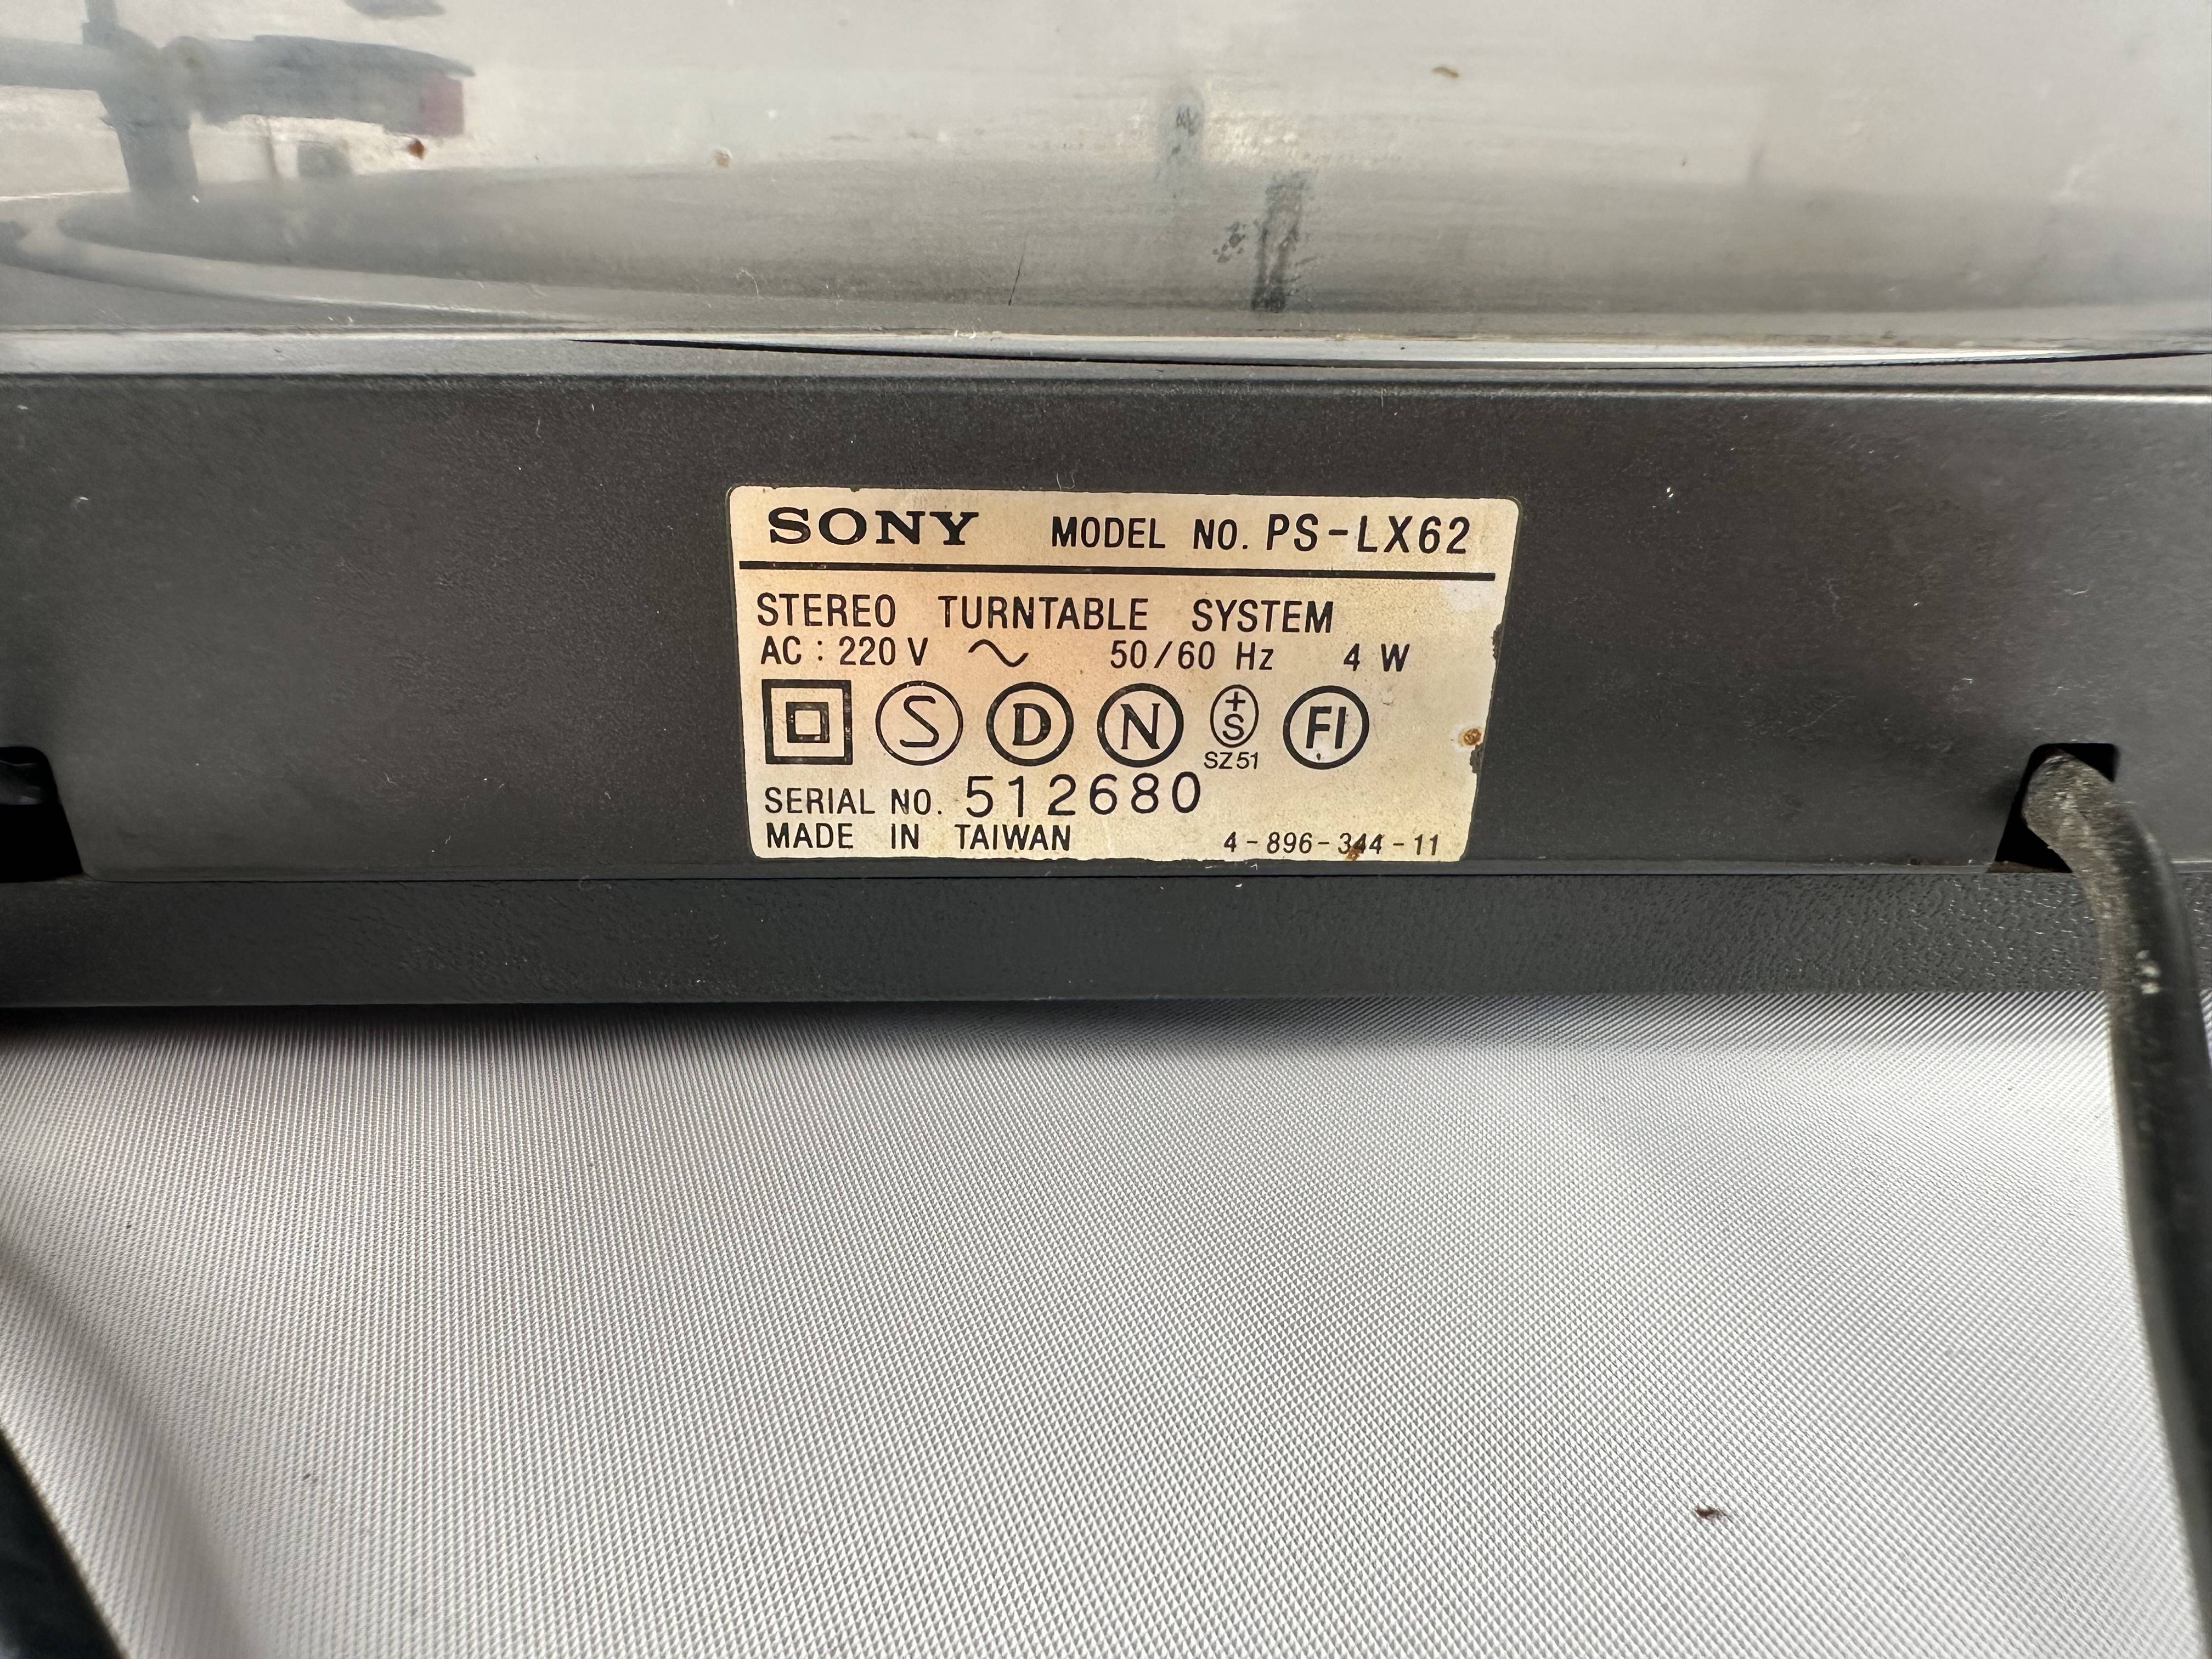 SONY MODEL NO. PS-LX62
STEREO TURNTABLE SYSTEM
AC : 220 V ~ 50/60 Hz 4 W
S D N +S FI
SZ51
SERIAL NO. 512680
MADE IN TAIWAN 4-896-344-11